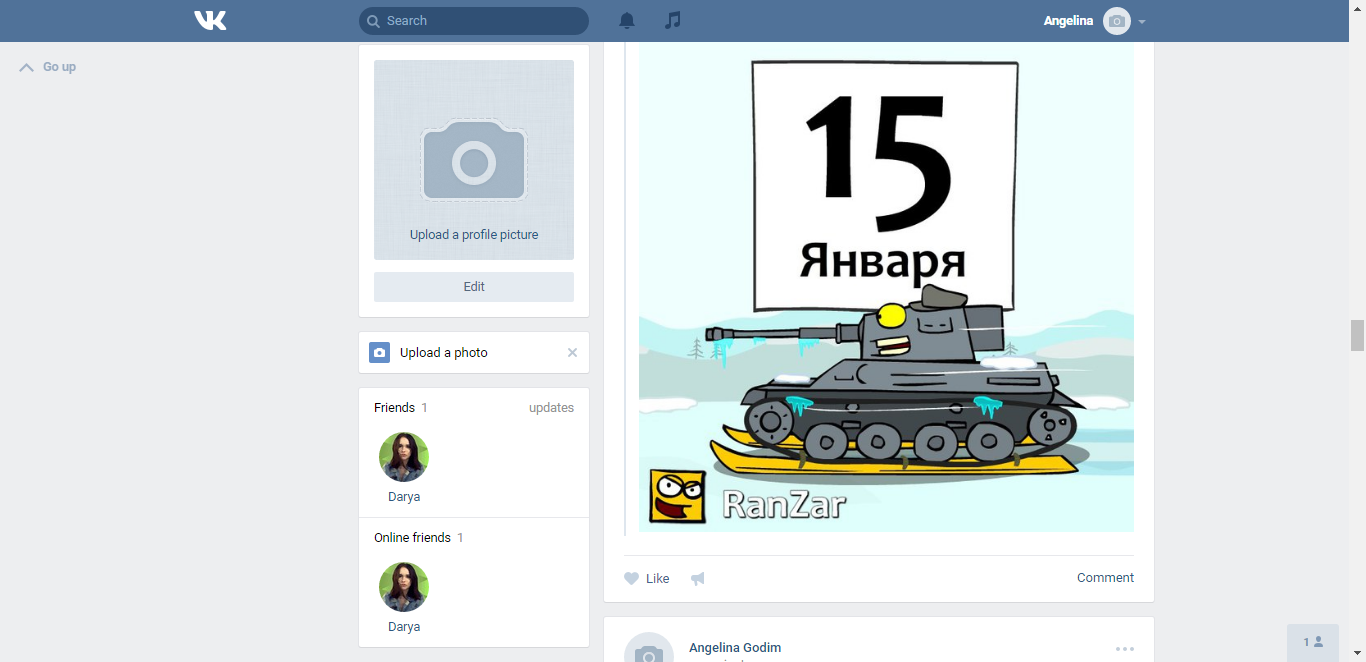 Search
Angelina
Go up
Upload a profile picture
Edit
Upload a photo
Friends 1
updates
Darya
Online friends 1
Darya
15
Января
RanZar
Like
Comment
Angelina Godim
1